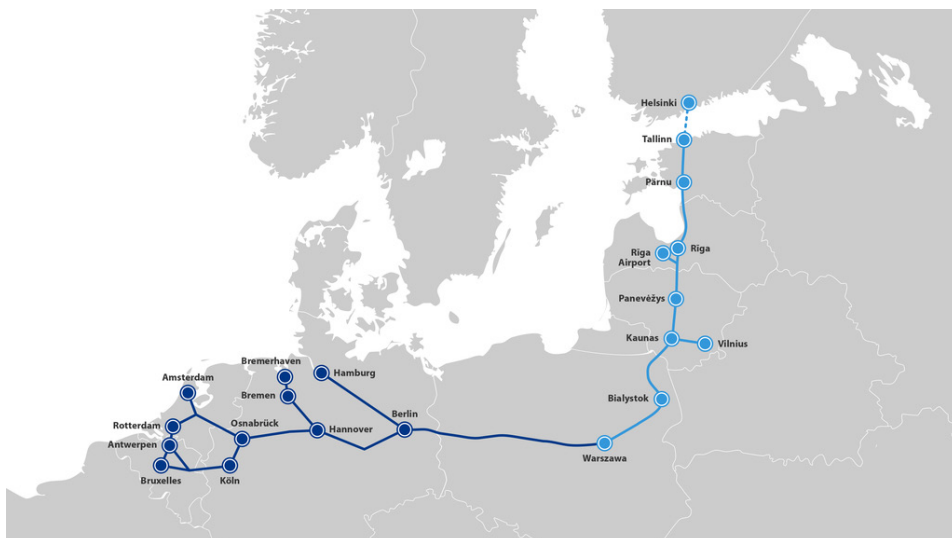 Helsinki
Tallinn
Pärnu
Riga
Riga
Airport
Panevėžys
Kaunas
Vilnius
Bremerhaven
Hamburg
Amsterdam
Bremen
Bialystok
Berlin
Rotterdam
Osnabrück
Hannover
Antwerpen
Warszawa
Bruxelles
Köln